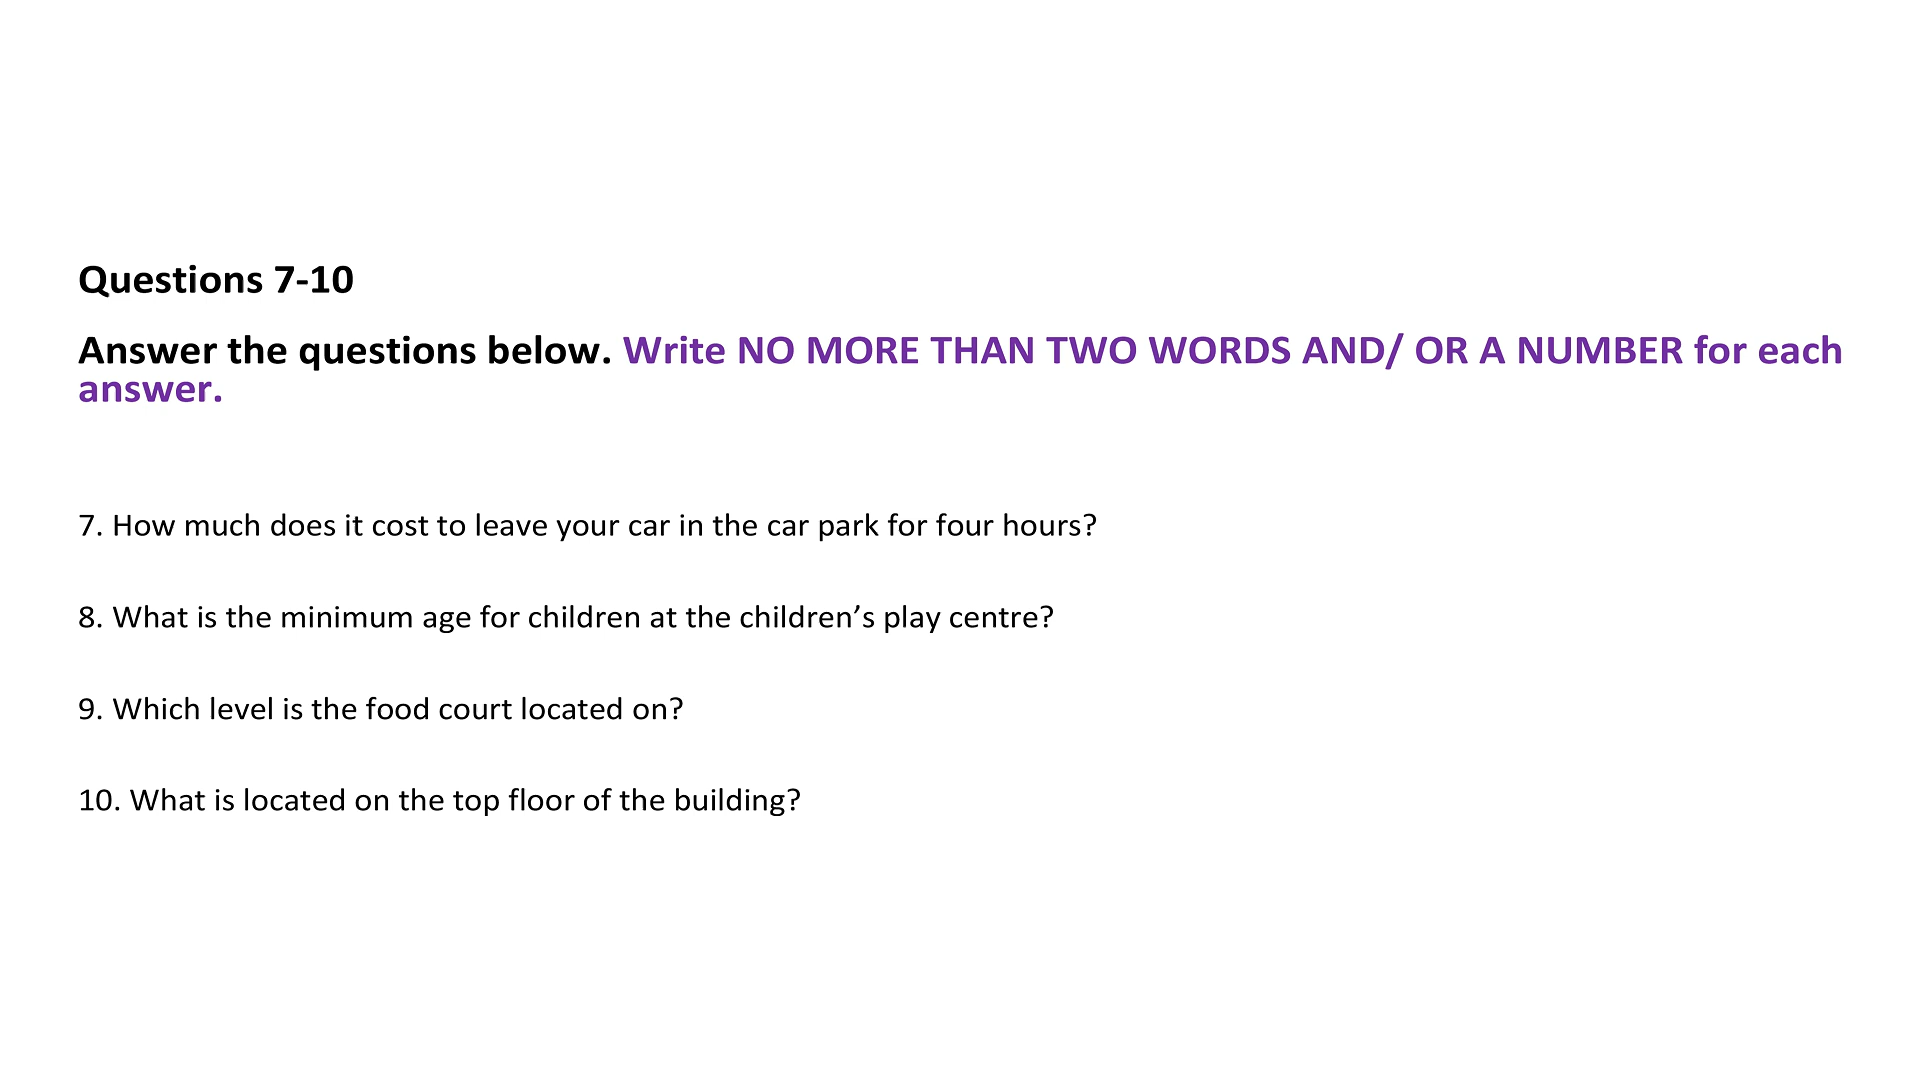 Questions 7-10
Answer the questions below. Write NO MORE THAN TWO WORDS AND/ OR A NUMBER for each
answer.
7. How much does it cost to leave your car in the car park for four hours?
8. What is the minimum age for children at the children’s play centre?
9. Which level is the food court located on?
10. What is located on the top floor of the building?